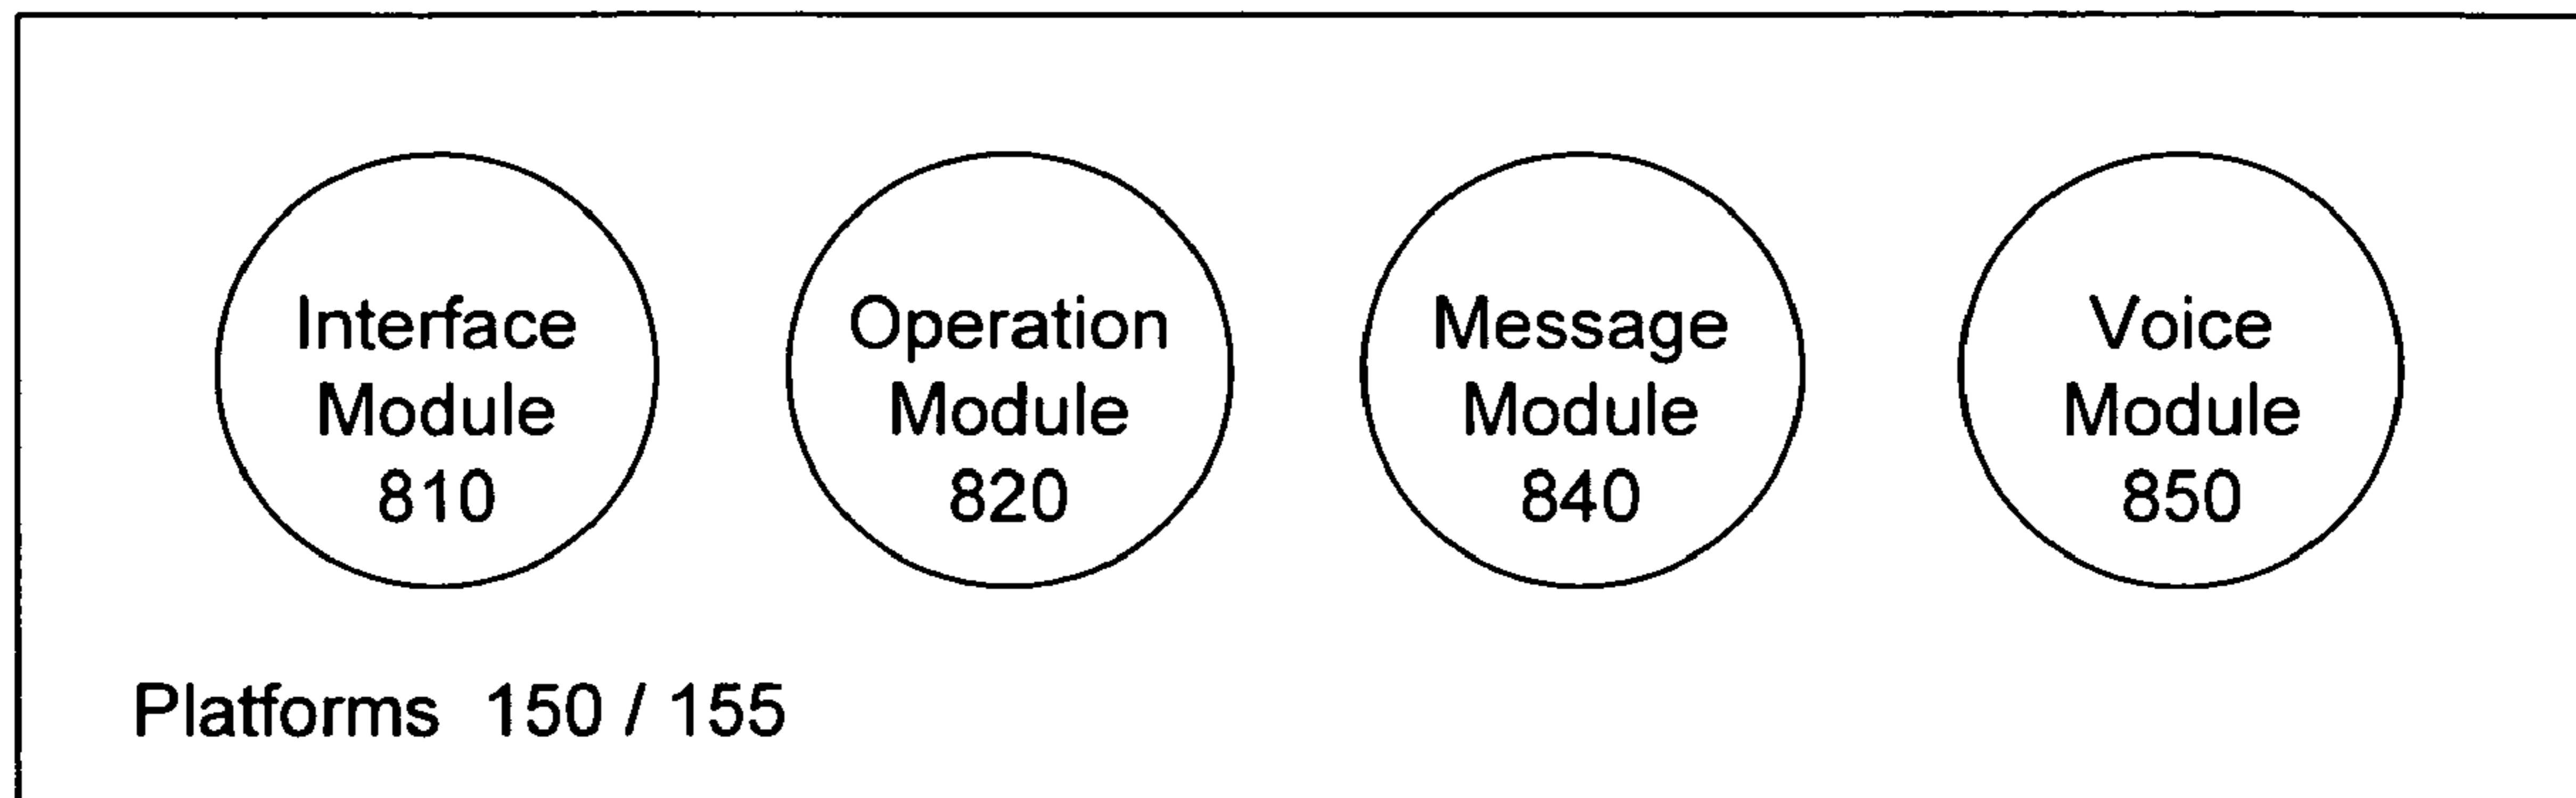 Interface
Module
810
Operation
Module
820
Message
Module
840
Voice
Module
850
Platforms 150 / 155